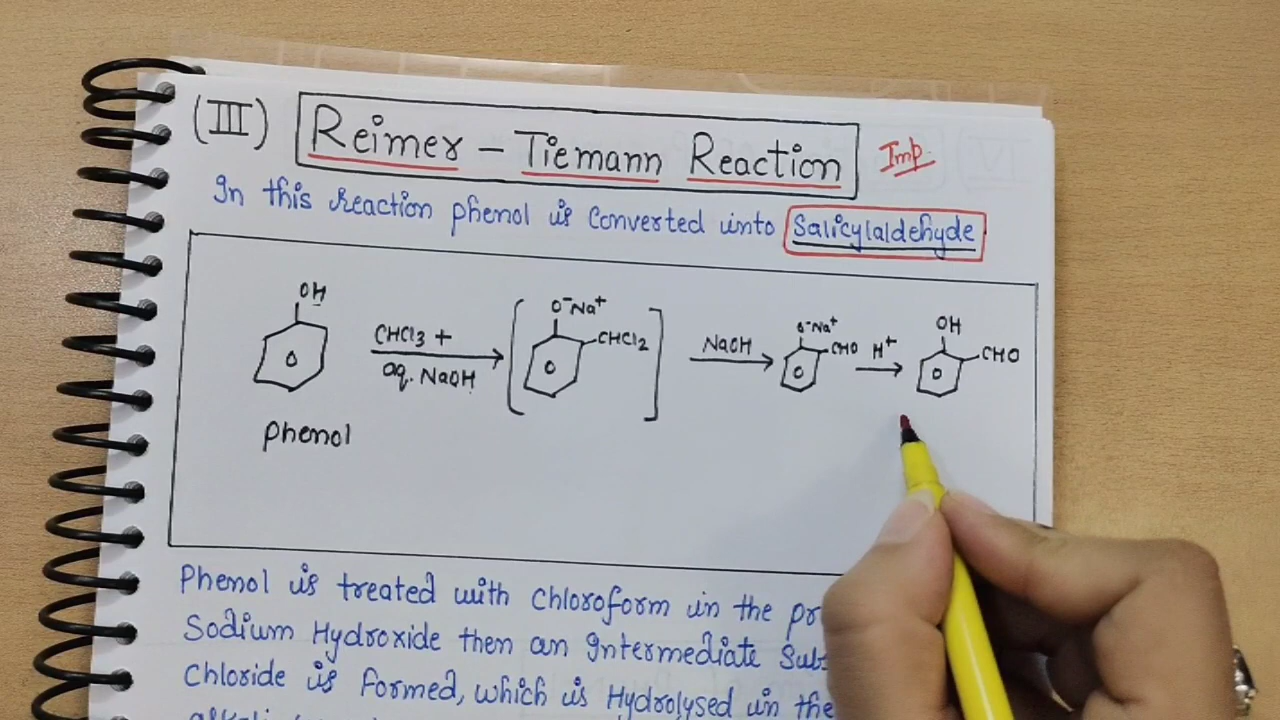 (III) Reimer - Tiemann Reaction Imp.
In this reaction phenol is converted into Salicylaldehyde
OH
O⁻Na⁺
CHCl₂
CHCl₃ +
aq. NaOH
NaOH
O⁻Na⁺
CHO
H⁺
OH
CHO
Phenol
Phenol is treated with chloroform in the
Sodium Hydroxide then an Intermediate
Chloride is formed, which is Hydrolysed in the